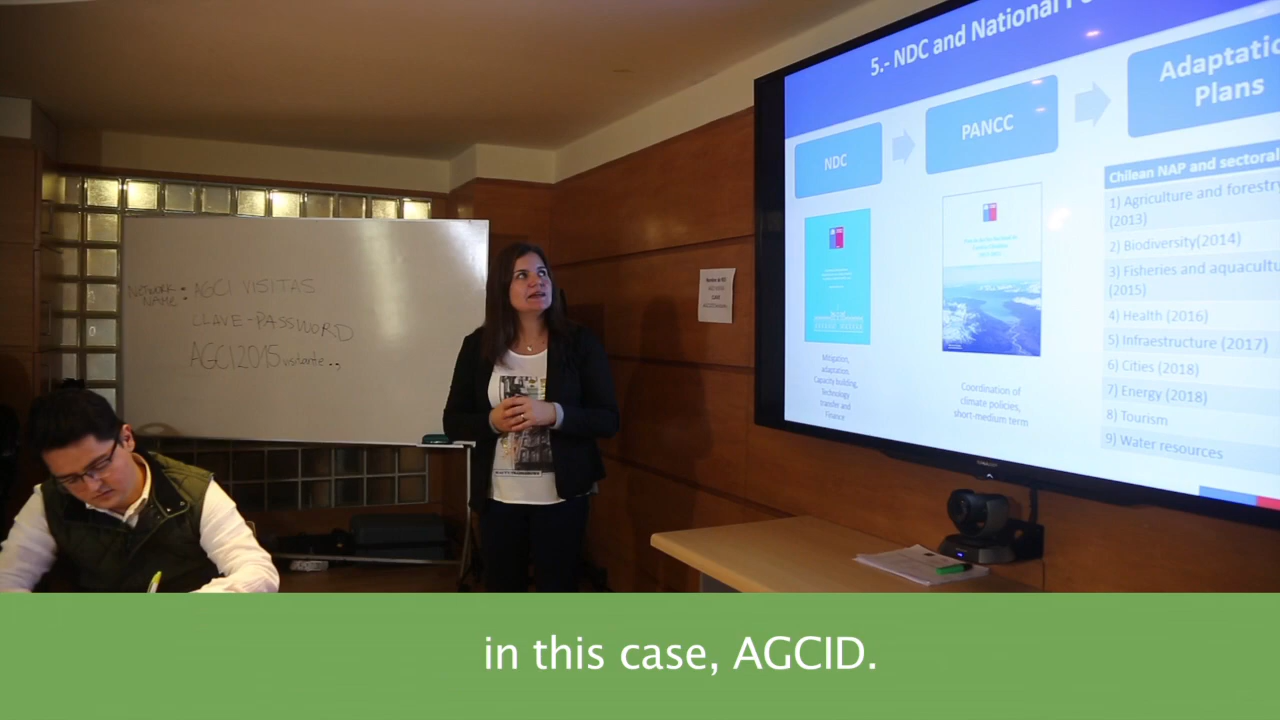 5.- NDC and National
NDC
PANCC
Adaptatio
Plans
Chilean NAP and sectoral
1) Agriculture and forestry
(2013)
2) Biodiversity(2014)
3) Fisheries and aquacultu
(2015)
4) Health (2016)
5) Infraestructure (2017)
6) Cities (2018)
7) Energy (2018)
8) Tourism
9) Water resources
Mitigation,
adaptation
Capacity building,
Technology
transfer and
Finance
Coordination of
climate policies,
short-medium term
NETWORK
NAME: AGCI VISITAS
CLAVE-PASSWORD
AGCI2015visitante..
in this case, AGCID.